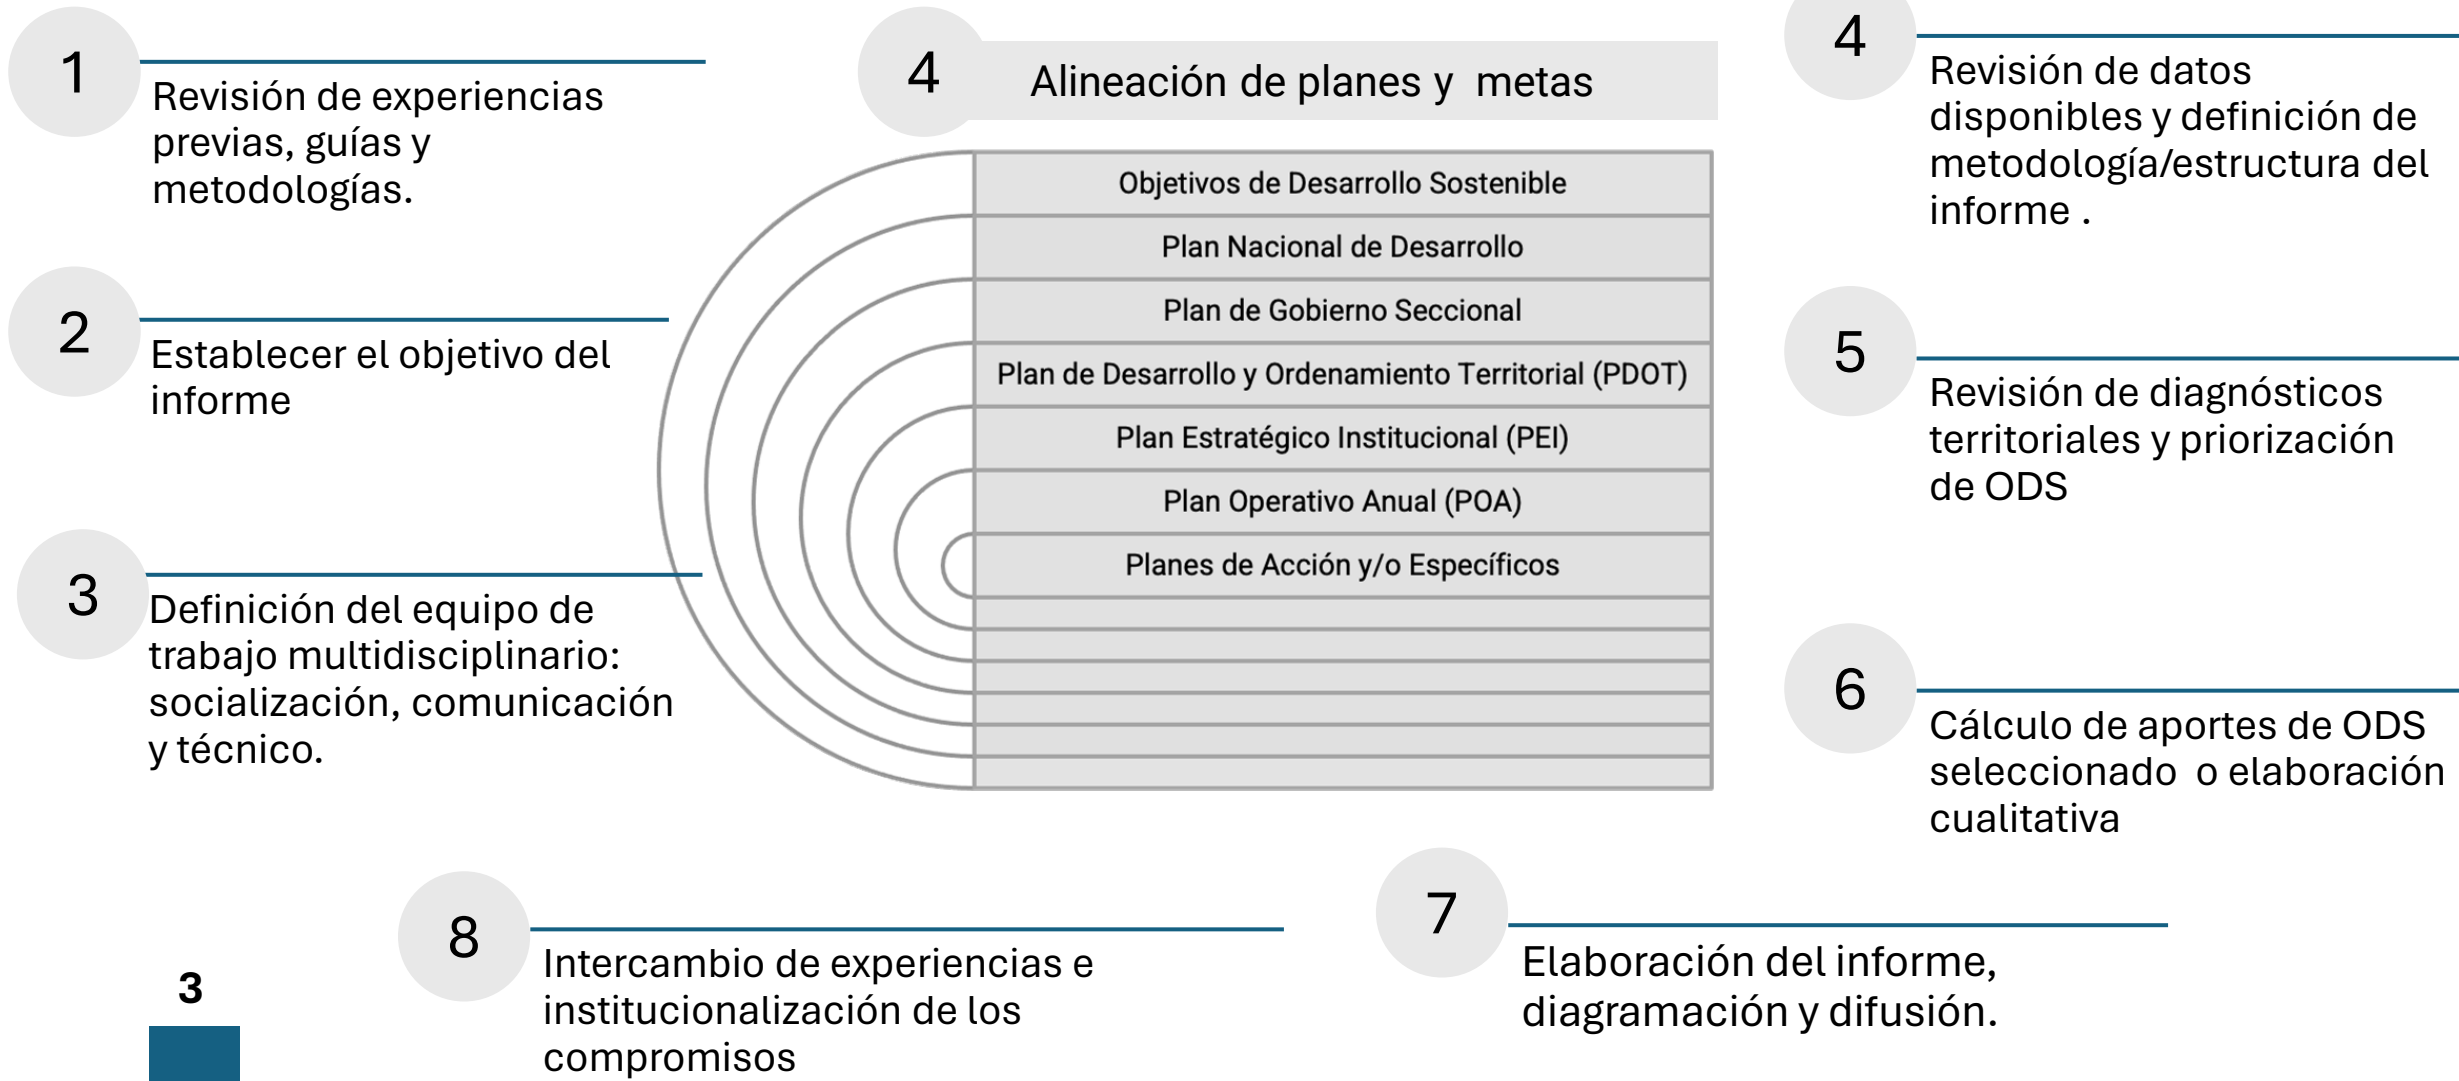 1
Revisión de experiencias
previas, guías y
metodologías.
2
Establecer el objetivo del
informe
3
Definición del equipo de
trabajo multidisciplinario:
socialización, comunicación
y técnico.
4
Alineación de planes y metas
Objetivos de Desarrollo Sostenible
Plan Nacional de Desarrollo
Plan de Gobierno Seccional
Plan de Desarrollo y Ordenamiento Territorial (PDOT)
Plan Estratégico Institucional (PEI)
Plan Operativo Anual (POA)
Planes de Acción y/o Específicos
4
Revisión de datos
disponibles y definición de
metodología/estructura del
informe .
5
Revisión de diagnósticos
territoriales y priorización
de ODS
6
Cálculo de aportes de ODS
seleccionado o elaboración
cualitativa
7
Elaboración del informe,
diagramación y difusión.
8
Intercambio de experiencias e
institucionalización de los
compromisos
3